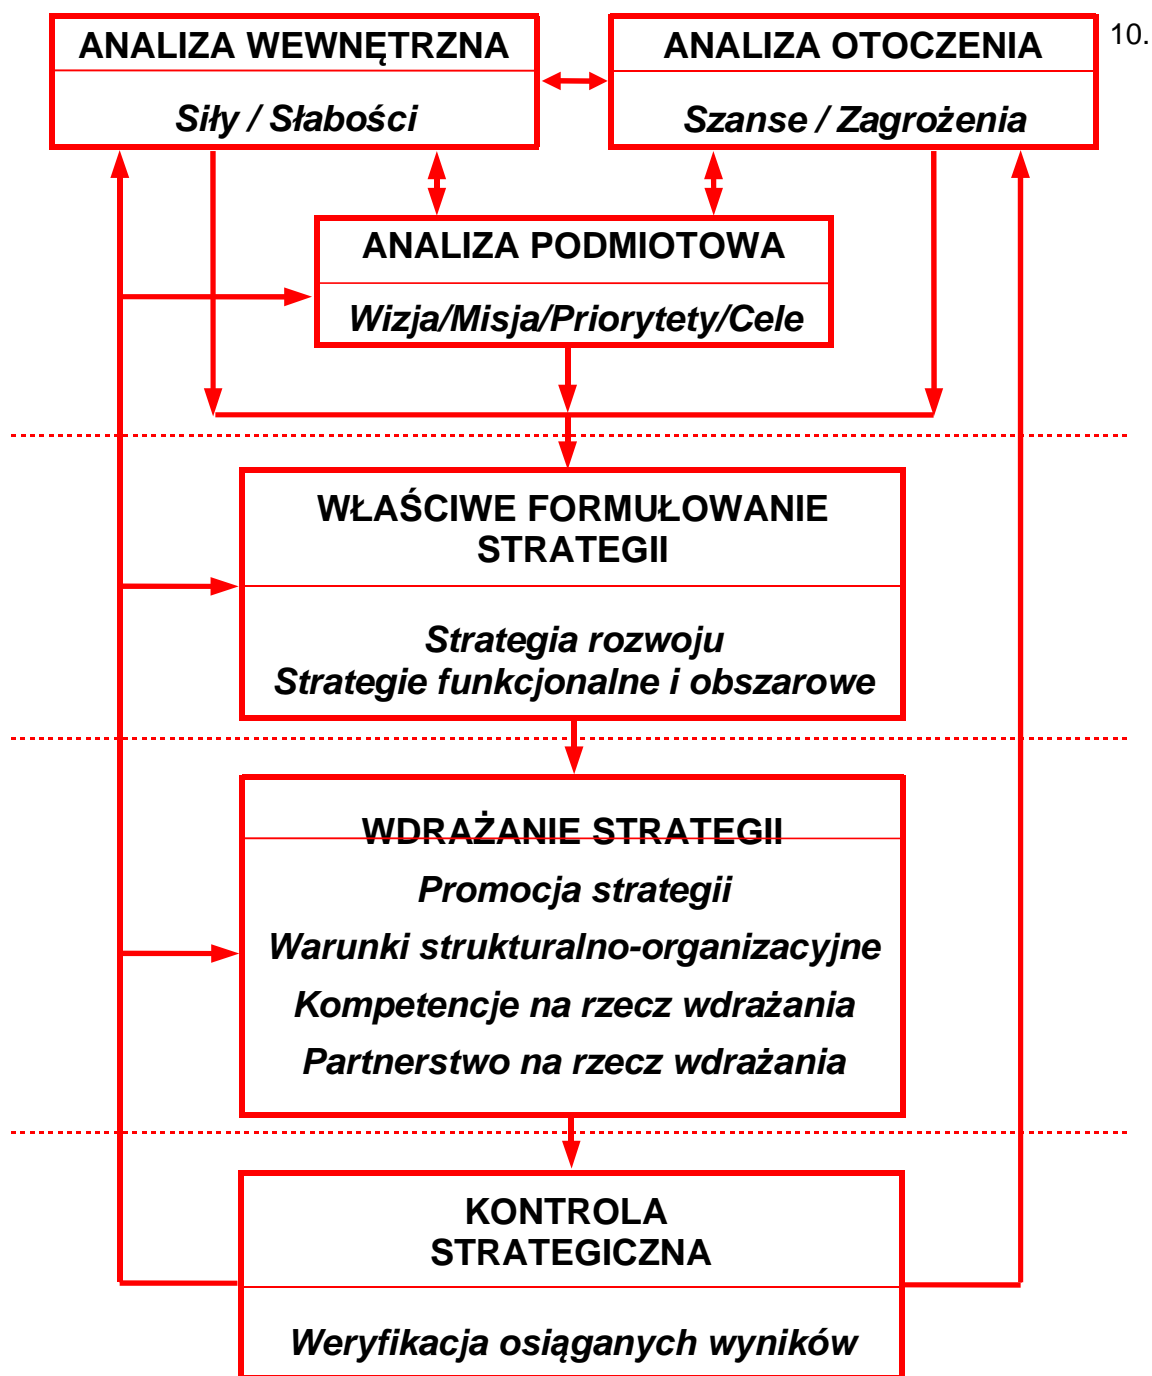 ANALIZA WEWNĘTRZNA
Siły / Słabości
ANALIZA OTOCZENIA
Szanse / Zagrożenia
10.
ANALIZA PODMIOTOWA
Wizja/Misja/Priorytety/Cele
WŁAŚCIWE FORMUŁOWANIE
STRATEGII
Strategia rozwoju
Strategie funkcjonalne i obszarowe
WDRAŻANIE STRATEGII
Promocja strategii
Warunki strukturalno-organizacyjne
Kompetencje na rzecz wdrażania
Partnerstwo na rzecz wdrażania
KONTROLA
STRATEGICZNA
Weryfikacja osiąganych wyników